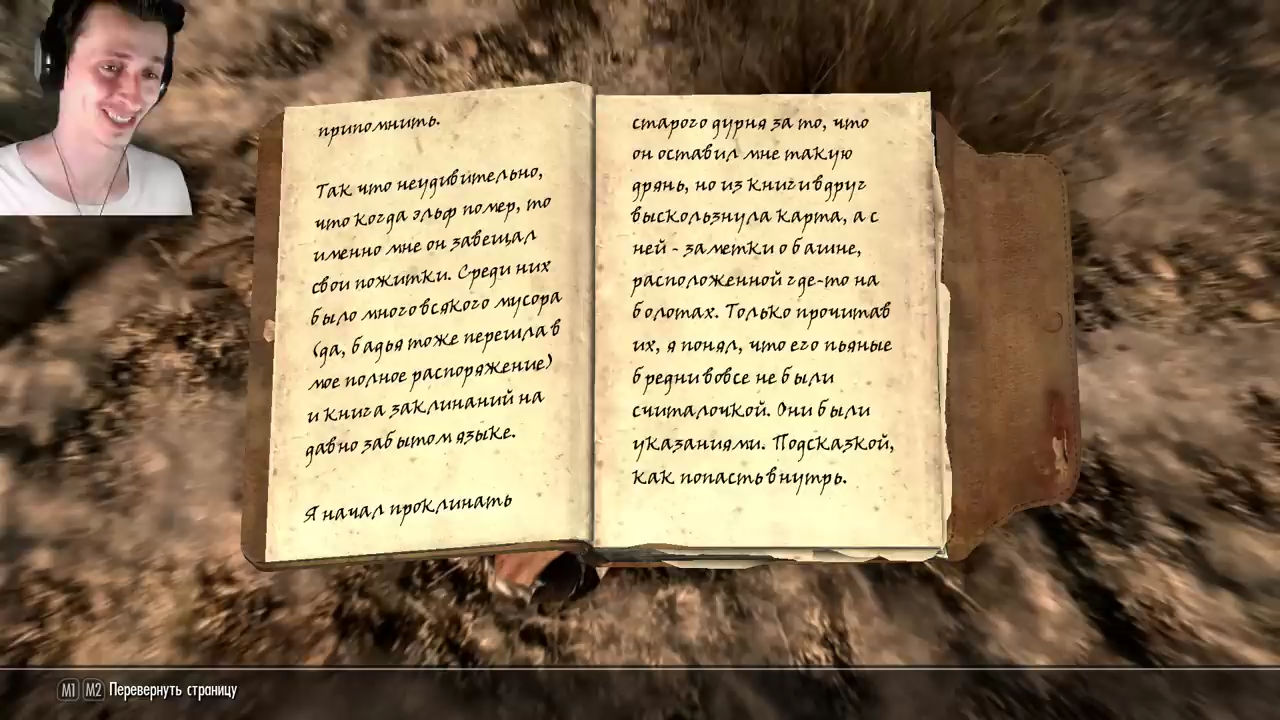 припомнить.
Так что неудивительно,
что когда эльф помер, то
именно мне он завещал
свои пожитки. Среди них
было много всякого мусора
(да, бадья тоже перешла в
мое полное распоряжение)
и книга заклинаний на
давно забытом языке.
Я начал проклинать
старого дурня за то, что
он оставил мне такую
дрянь, но из книги вдруг
выскользнула карта, а с
ней - заметки о башне,
расположенной где-то на
болотах. Только прочитав
их, я понял, что его пьяные
бредни вовсе не были
считалочкой. Они были
указаниями. Подсказкой,
как попасть внутрь.
M1 M2 Перевернуть страницу